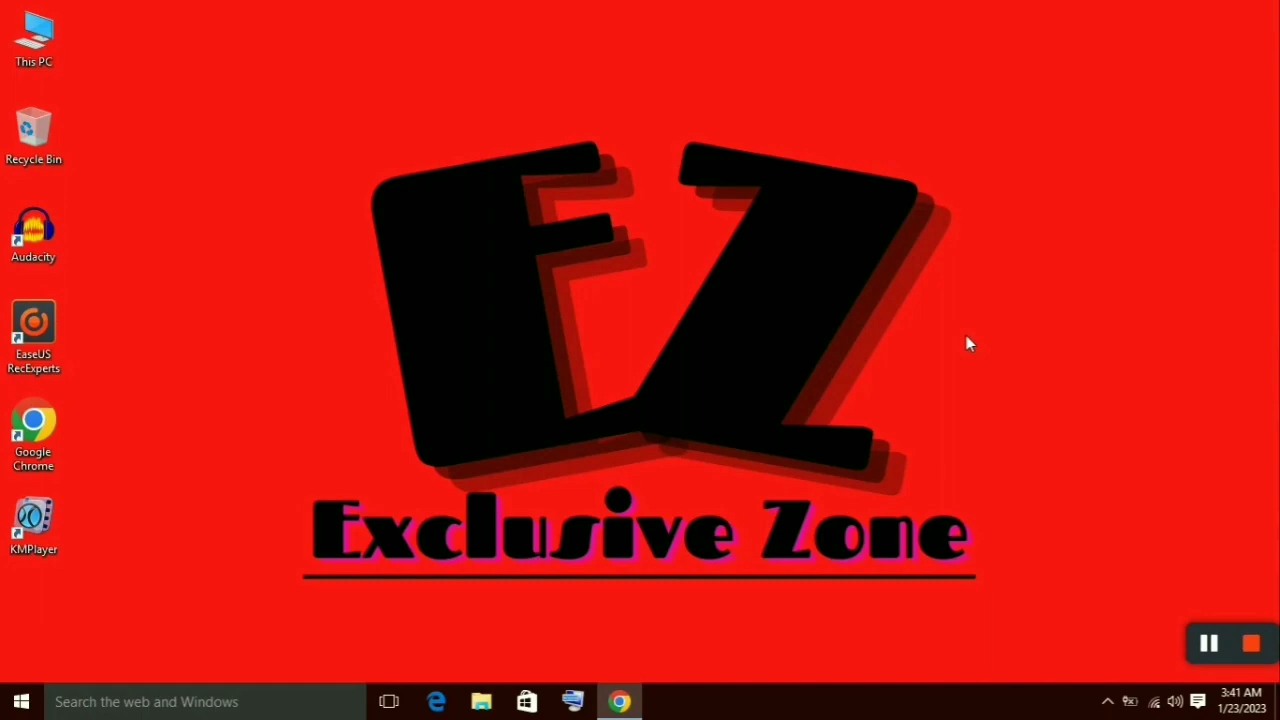 This PC
Recycle Bin
Audacity
EaseUS
RecExperts
Google
Chrome
KMPlayer
EZ
Exclusive Zone
Search the web and Windows
3:41 AM
1/23/2023